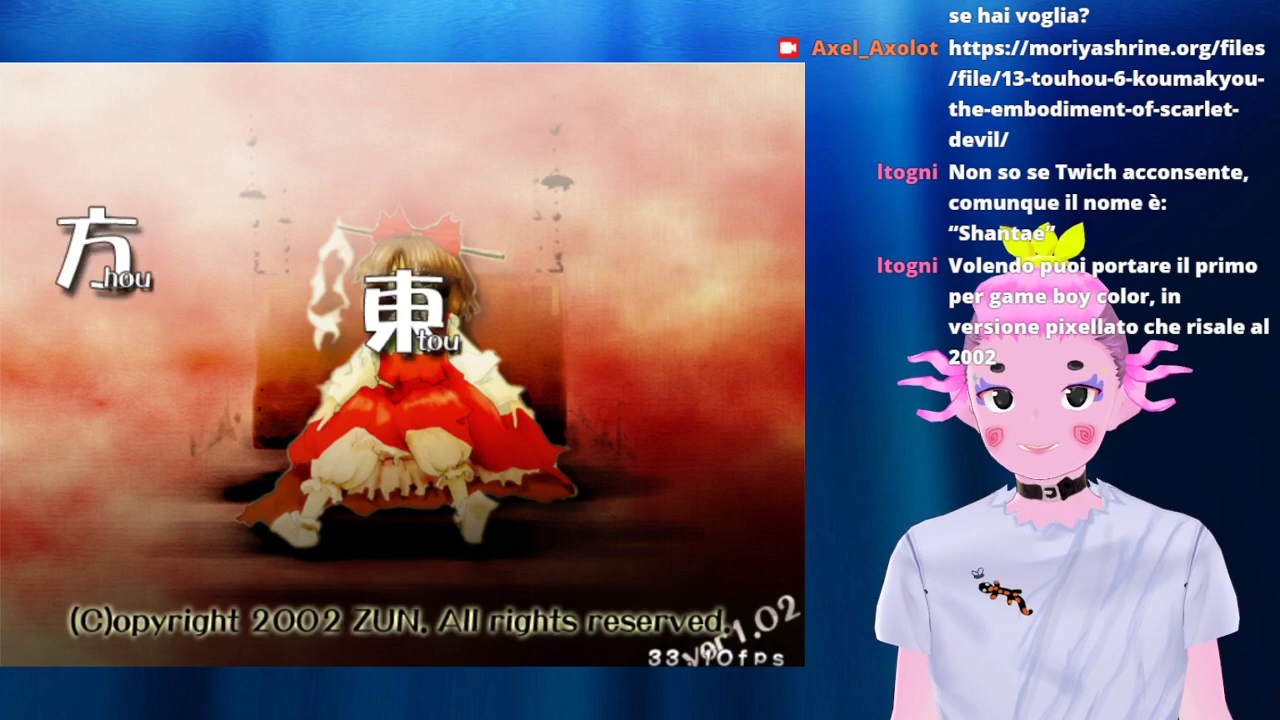 方
hou
東
tou
(C)opyright 2002 ZUN. All rights reserved.
ver1.02
se hai voglia?
Axel_Axolot https://moriyashrine.org/files
/file/13-touhou-6-koumakyou-
the-embodiment-of-scarlet-
devil/
Itogni Non so se Twich acconsente,
comunque il nome è:
“Shantae”
Itogni Volendo puoi portare il primo
per game boy color, in
versione pixellato che risale al
2002